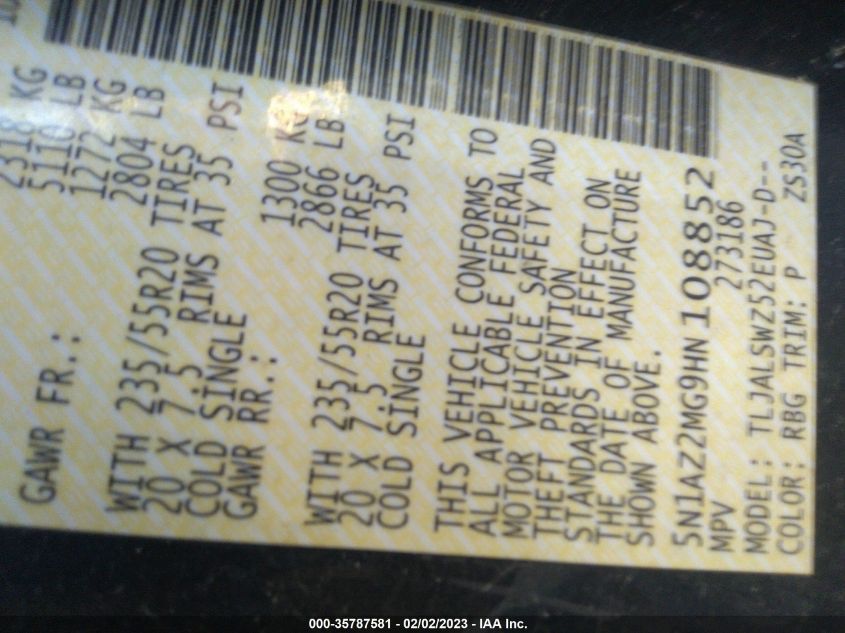 2318 KG
5110 LB
GAWR FR.: 1272 KG
2804 LB
WITH 235/55R20 TIRES
20 X 7.5 RIMS AT 35 PSI
COLD SINGLE
GAWR RR.: 1300 KG
2866 LB
WITH 235/55R20 TIRES
20 X 7.5 RIMS AT 35 PSI
COLD SINGLE
THIS VEHICLE CONFORMS TO
ALL APPLICABLE FEDERAL
MOTOR VEHICLE SAFETY AND
THEFT PREVENTION
STANDARDS IN EFFECT ON
THE DATE OF MANUFACTURE
SHOWN ABOVE.
5N1AZ2MG9HN108852
MPV 273186
MODEL: TLJALSWZ52EUAJ-D--
COLOR: RBG TRIM: P ZS30A
000-35787581 - 02/02/2023 - IAA Inc.